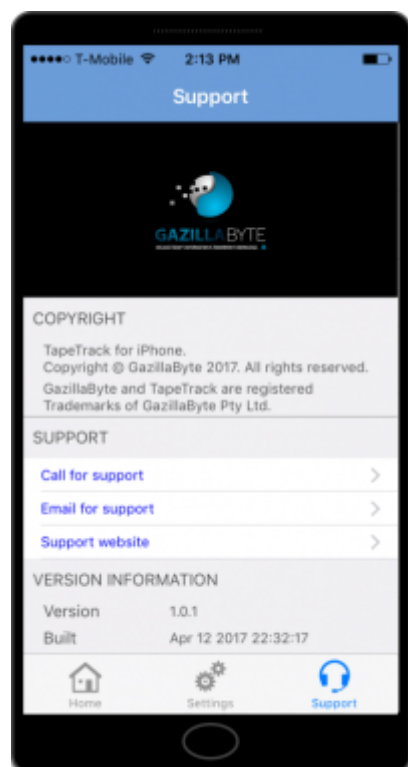 T-Mobile 2:13 PM
Support
GAZILLABYTE
COPYRIGHT
TapeTrack for iPhone.
Copyright © GazillaByte 2017. All rights reserved.
GazillaByte and TapeTrack are registered
Trademarks of GazillaByte Pty Ltd.
SUPPORT
Call for support
Email for support
Support website
VERSION INFORMATION
Version 1.0.1
Built Apr 12 2017 22:32:17
Home Settings Support